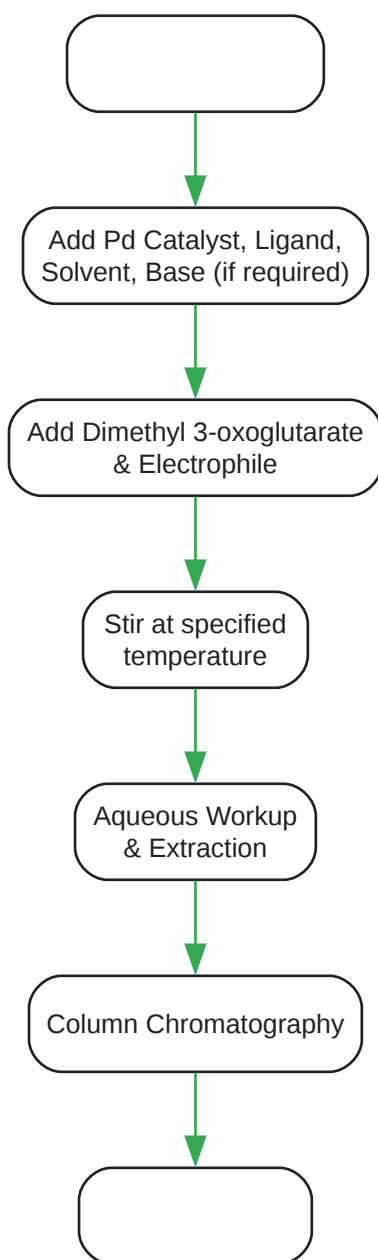 Add Pd Catalyst, Ligand,
Solvent, Base (if required)
Add Dimethyl 3-oxoglutarate
& Electrophile
Stir at specified
temperature
Aqueous Workup
& Extraction
Column Chromatography